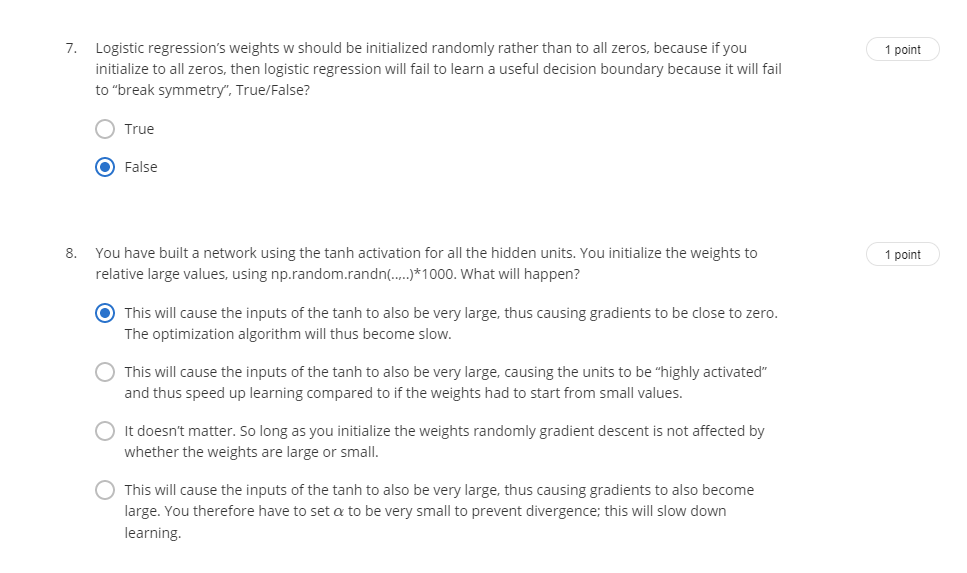 7. Logistic regression's weights w should be initialized randomly rather than to all zeros, because if you
1 point
initialize to all zeros, then logistic regression will fail to learn a useful decision boundary because it will fail
to “break symmetry”, True/False?
True
False
8. You have built a network using the tanh activation for all the hidden units. You initialize the weights to
1 point
relative large values, using np.random.randn(..,..)*1000. What will happen?
This will cause the inputs of the tanh to also be very large, thus causing gradients to be close to zero.
The optimization algorithm will thus become slow.
This will cause the inputs of the tanh to also be very large, causing the units to be “highly activated”
and thus speed up learning compared to if the weights had to start from small values.
It doesn't matter. So long as you initialize the weights randomly gradient descent is not affected by
whether the weights are large or small.
This will cause the inputs of the tanh to also be very large, thus causing gradients to also become
large. You therefore have to set α to be very small to prevent divergence; this will slow down
learning.